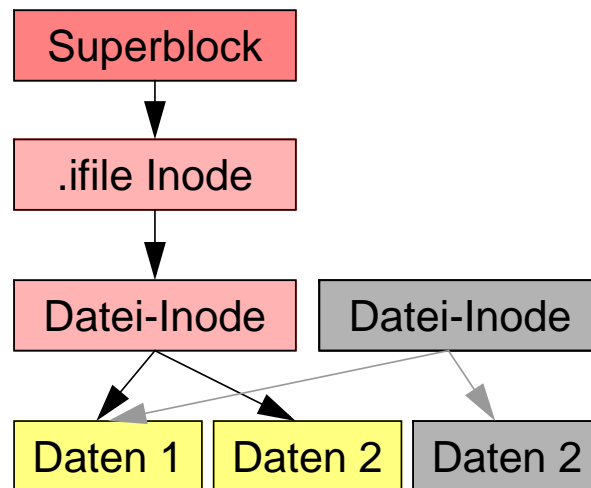 Superblock
.ifile Inode
Datei-Inode
Datei-Inode
Daten 1
Daten 2
Daten 2